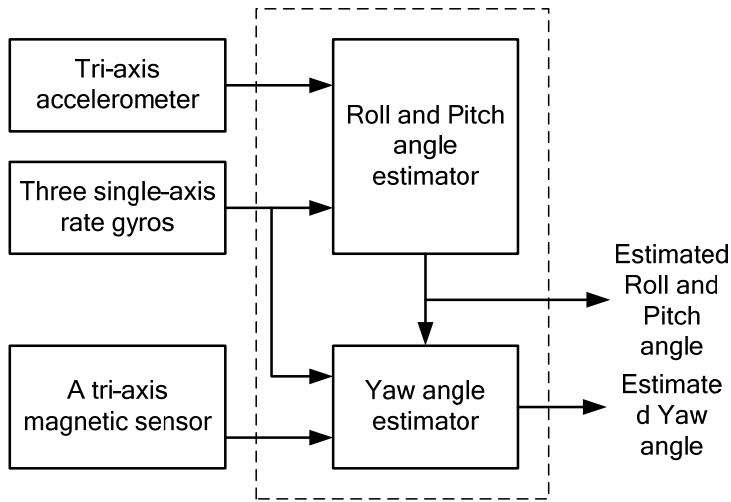 Tri-axis
accelerometer
Roll and Pitch
angle
estimator
Three single-axis
rate gyros
Estimated
Roll and
Pitch
angle
A tri-axis
magnetic sensor
Yaw angle
estimator
Estimate
d Yaw
angle